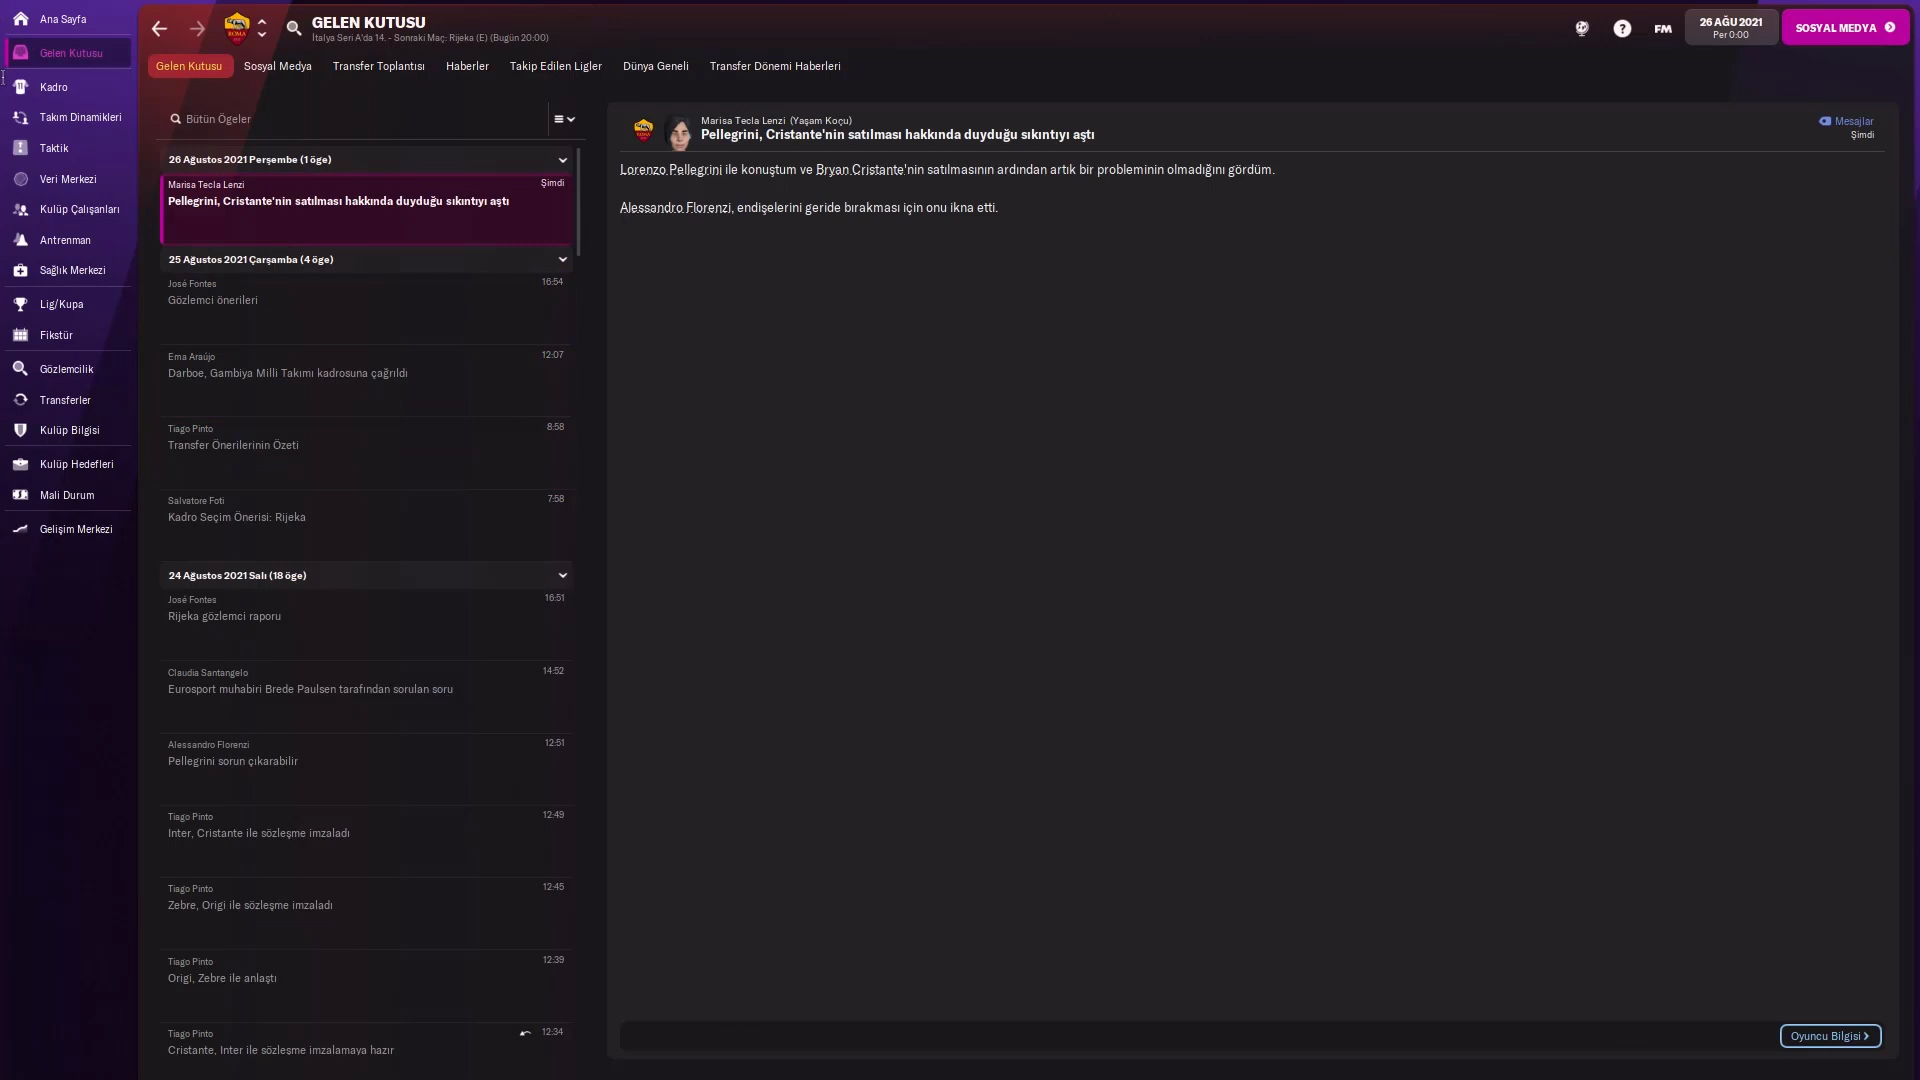 Ana Sayfa
Gelen Kutusu
Kadro
Takım Dinamikleri
Taktik
Veri Merkezi
Kulüp Çalışanları
Antrenman
Sağlık Merkezi
Lig/Kupa
Fikstür
Gözlemcilik
Transferler
Kulüp Bilgisi
Kulüp Hedefleri
Mali Durum
Gelişim Merkezi
ROMA
GELEN KUTUSU
İtalya Seri A'da 14. - Sonraki Maç: Rijeka (E) (Bugün 20:00)
FM
26 AĞU 2021
Per 0:00
SOSYAL MEDYA
Gelen Kutusu Sosyal Medya Transfer Toplantısı Haberler Takip Edilen Ligler Dünya Geneli Transfer Dönemi Haberleri
Bütün Ögeler
26 Ağustos 2021 Perşembe (1 öge)
Marisa Tecla Lenzi Şimdi
Pellegrini, Cristante'nin satılması hakkında duyduğu sıkıntıyı aştı
25 Ağustos 2021 Çarşamba (4 öge)
José Fontes 16:54
Gözlemci önerileri
Ema Araújo 12:07
Darboe, Gambiya Milli Takımı kadrosuna çağrıldı
Tiago Pinto 8:58
Transfer Önerilerinin Özeti
Salvatore Foti 7:58
Kadro Seçim Önerisi: Rijeka
24 Ağustos 2021 Salı (18 öge)
José Fontes 16:51
Rijeka gözlemci raporu
Claudia Santangelo 14:52
Eurosport muhabiri Brede Paulsen tarafından sorulan soru
Alessandro Florenzi 12:51
Pellegrini sorun çıkarabilir
Tiago Pinto 12:49
Inter, Cristante ile sözleşme imzaladı
Tiago Pinto 12:45
Zebre, Origi ile sözleşme imzaladı
Tiago Pinto 12:39
Origi, Zebre ile anlaştı
Tiago Pinto 12:34
Cristante, Inter ile sözleşme imzalamaya hazır
Marisa Tecla Lenzi (Yaşam Koçu)
Pellegrini, Cristante'nin satılması hakkında duyduğu sıkıntıyı aştı
Mesajlar
Şimdi
Lorenzo Pellegrini ile konuştum ve Bryan Cristante'nin satılmasının ardından artık bir probleminin olmadığını gördüm.
Alessandro Florenzi, endişelerini geride bırakması için onu ikna etti.
Oyuncu Bilgisi